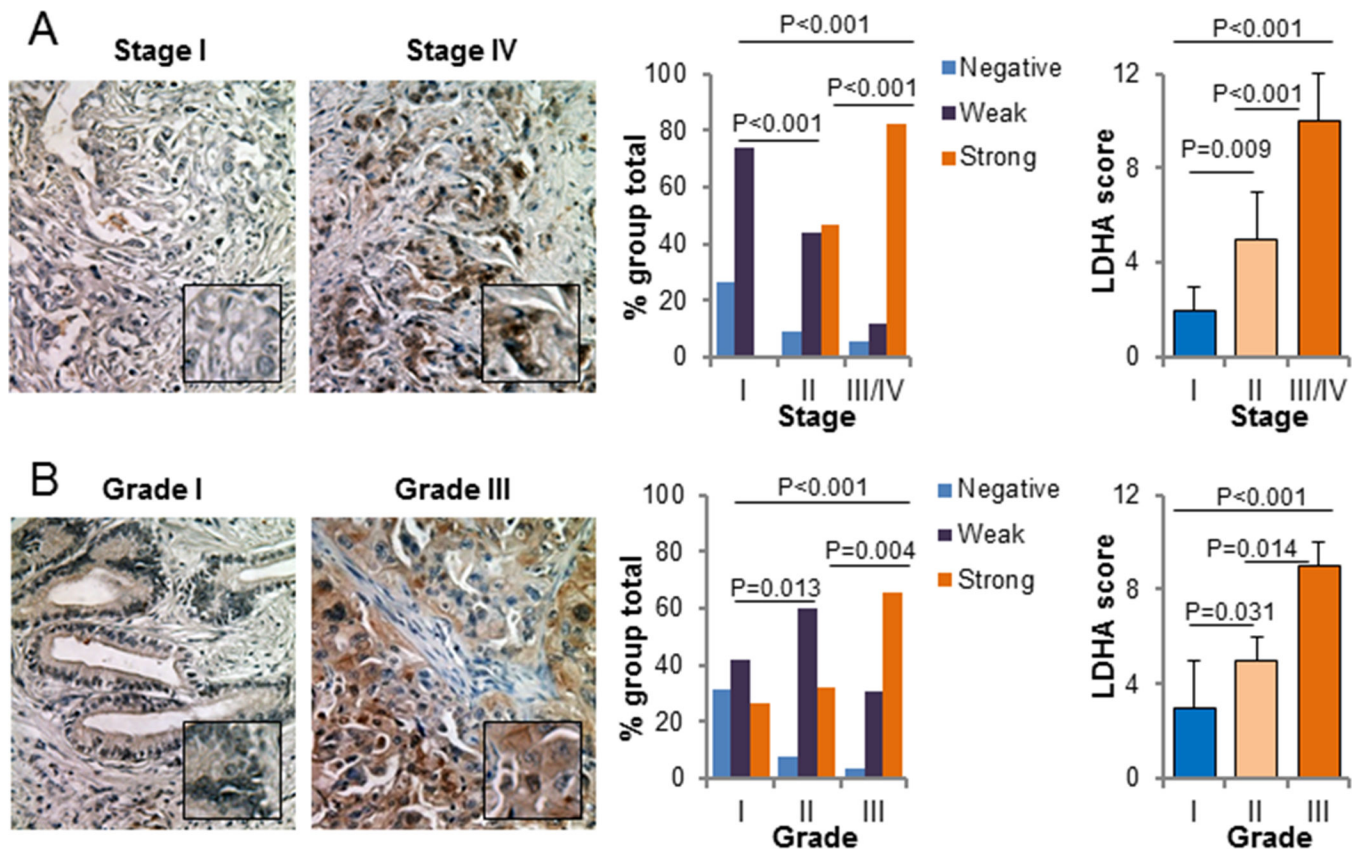 A
Stage I
Stage IV
% group total
100
80
60
40
20
0
P<0.001
P<0.001
P<0.001
I II III/IV
Stage
Negative
Weak
Strong
LDHA score
12
8
4
0
P<0.001
P<0.001
P=0.009
I II III/IV
Stage
B
Grade I
Grade III
% group total
100
80
60
40
20
0
P<0.001
P=0.004
P=0.013
I II III
Grade
Negative
Weak
Strong
LDHA score
12
8
4
0
P<0.001
P=0.014
P=0.031
I II III
Grade